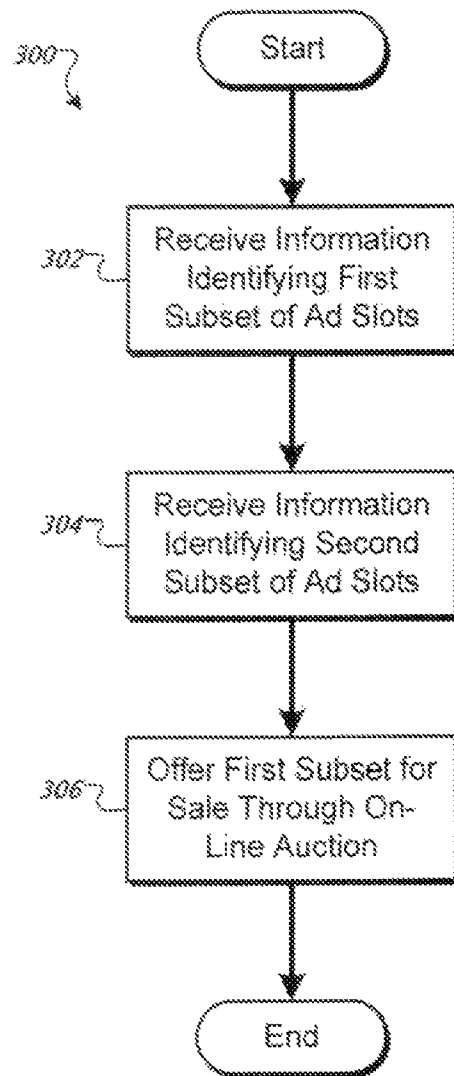 300
Start
302
Receive Information
Identifying First
Subset of Ad Slots
304
Receive Information
Identifying Second
Subset of Ad Slots
306
Offer First Subset for
Sale Through On-
Line Auction
End